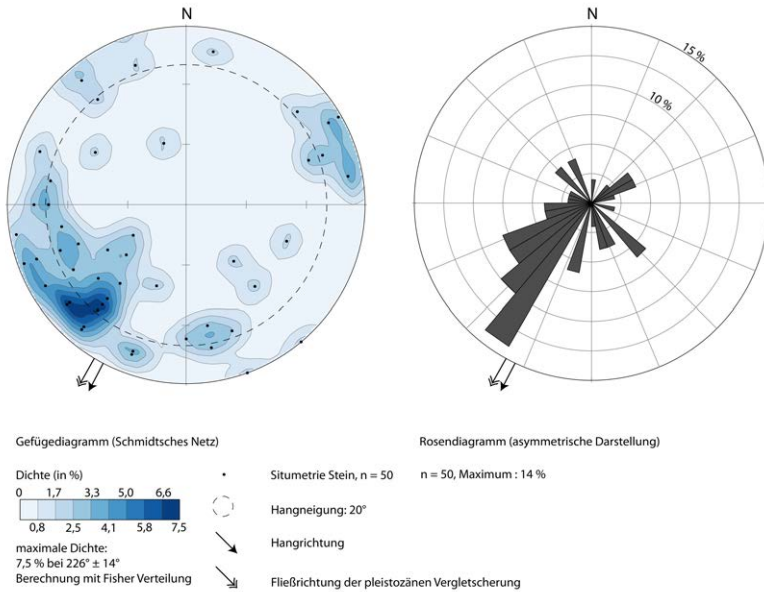 N
N
15 %
10 %
Gefügediagramm (Schmidtsches Netz)
Rosendiagramm (asymmetrische Darstellung)
Dichte (in %)
0 1,7 3,3 5,0 6,6
0,8 2,5 4,1 5,8 7,5
maximale Dichte:
7,5 % bei 226° ± 14°
Berechnung mit Fisher Verteilung
Situmetrie Stein, n = 50
Hangneigung: 20°
Hangrichtung
Fließrichtung der pleistozänen Vergletscherung
n = 50, Maximum : 14 %